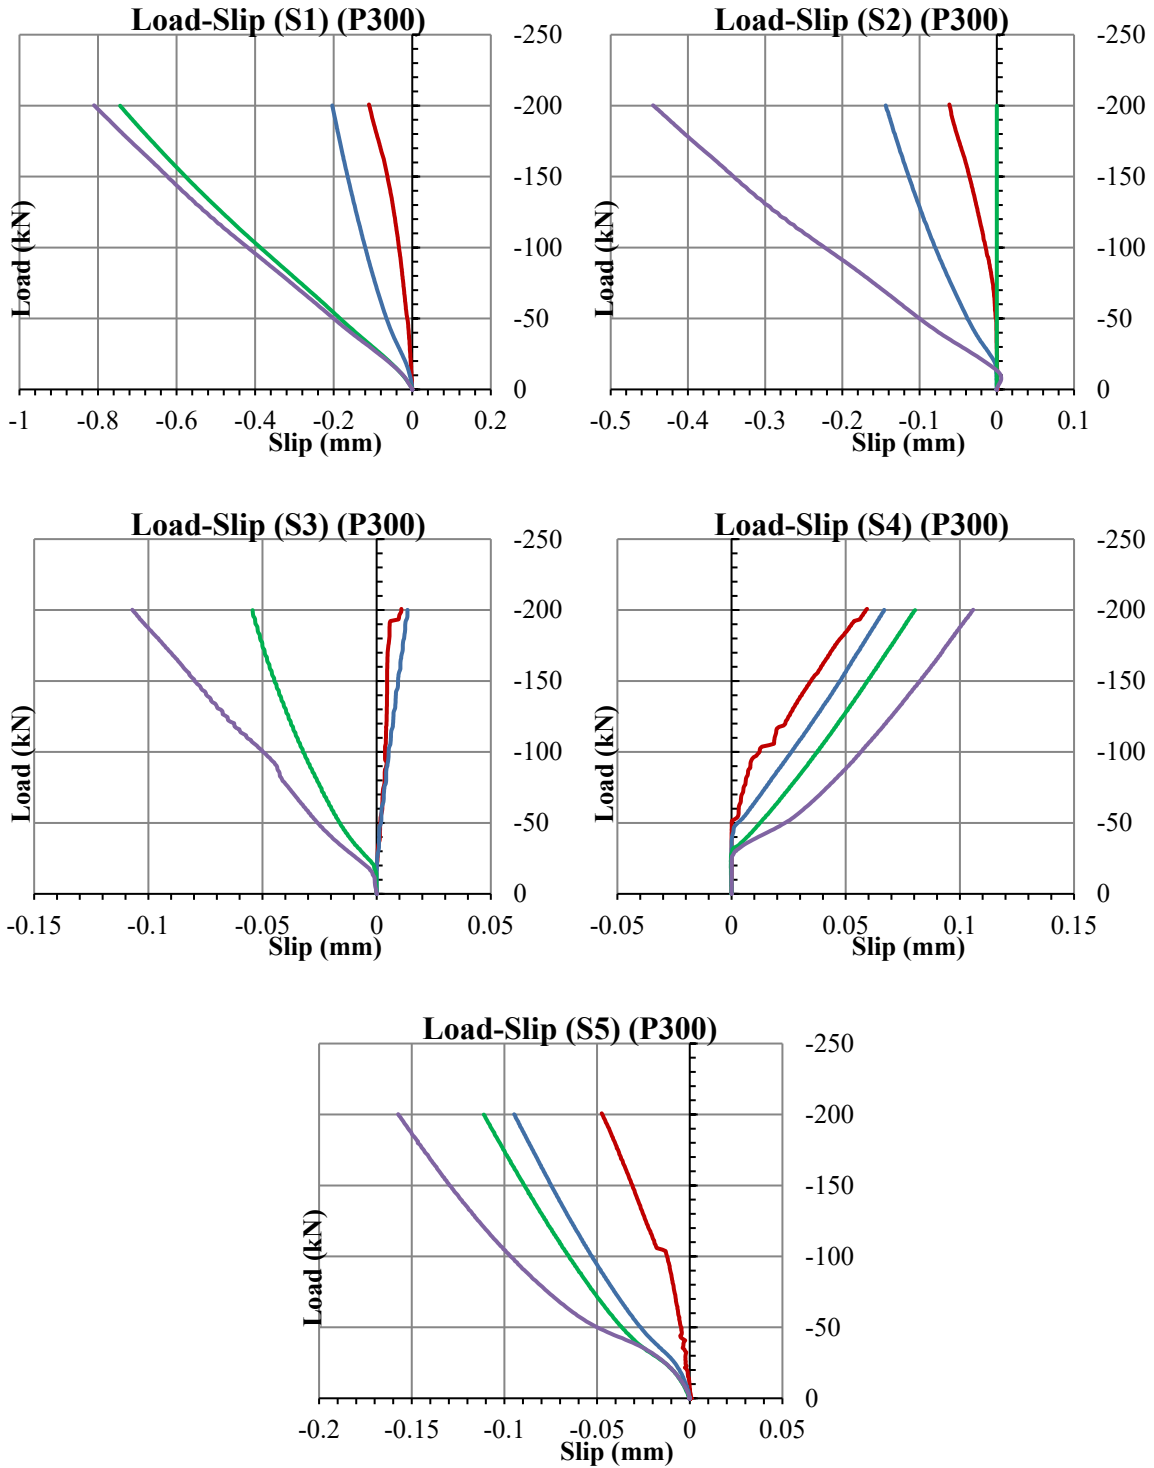 Load-Slip (S1) (P300)
-250
-200
-150
-100
-50
0
Load (kN)
-1 -0.8 -0.6 -0.4 -0.2 0 0.2
Slip (mm)
Load-Slip (S2) (P300)
-250
-200
-150
-100
-50
0
Load (kN)
-0.5 -0.4 -0.3 -0.2 -0.1 0 0.1
Slip (mm)
Load-Slip (S3) (P300)
-250
-200
-150
-100
-50
0
Load (kN)
-0.15 -0.1 -0.05 0 0.05
Slip (mm)
Load-Slip (S4) (P300)
-250
-200
-150
-100
-50
0
Load (kN)
-0.05 0 0.05 0.1 0.15
Slip (mm)
Load-Slip (S5) (P300)
-250
-200
-150
-100
-50
0
Load (kN)
-0.2 -0.15 -0.1 -0.05 0 0.05
Slip (mm)